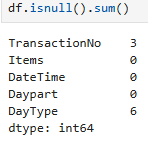 df.isnull().sum()
TransactionNo 3
Items 0
DateTime 0
Daypart 0
DayType 6
dtype: int64